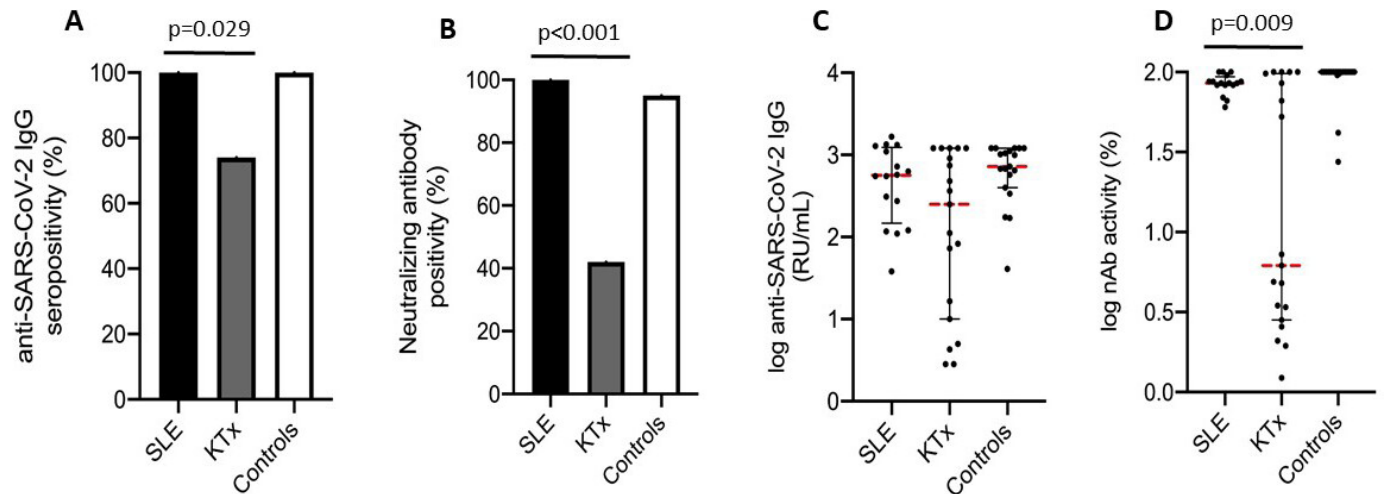 A
p=0.029
anti-SARS-CoV-2 IgG
seropositivity (%)
100
80
60
40
20
0
SLE
KTx
Controls
B
p<0.001
Neutralizing antibody
positivity (%)
100
80
60
40
20
0
SLE
KTx
Controls
C
log anti-SARS-CoV-2 IgG
(RU/mL)
4
3
2
1
0
SLE
KTx
Controls
D
p=0.009
log nAb activity (%)
2.0
1.5
1.0
0.5
0.0
SLE
KTx
Controls